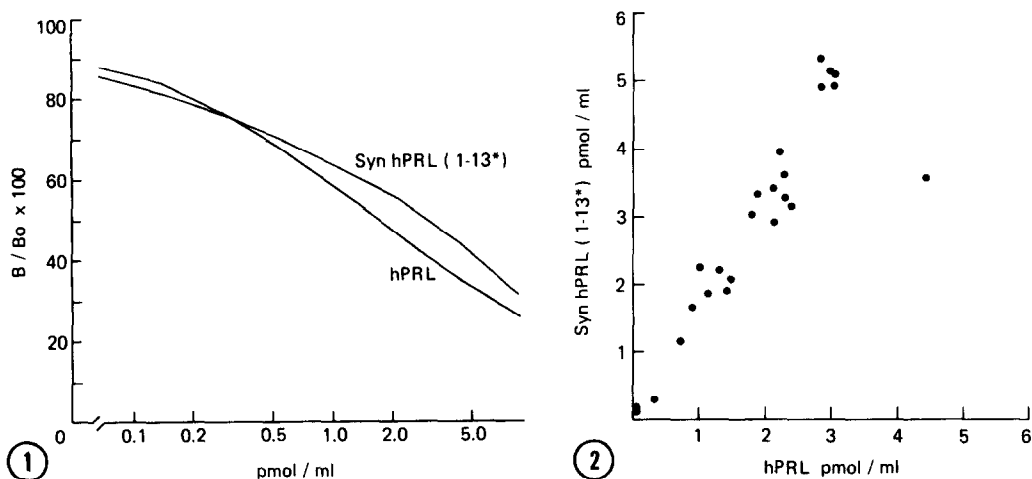 100
80
60
40
20
0
B / Bo x 100
Syn hPRL ( 1-13*)
hPRL
0.1 0.2 0.5 1.0 2.0 5.0
pmol / ml
1
6
5
4
3
2
1
0
Syn hPRL ( 1-13*) pmol / ml
1 2 3 4 5 6
hPRL pmol / ml
2